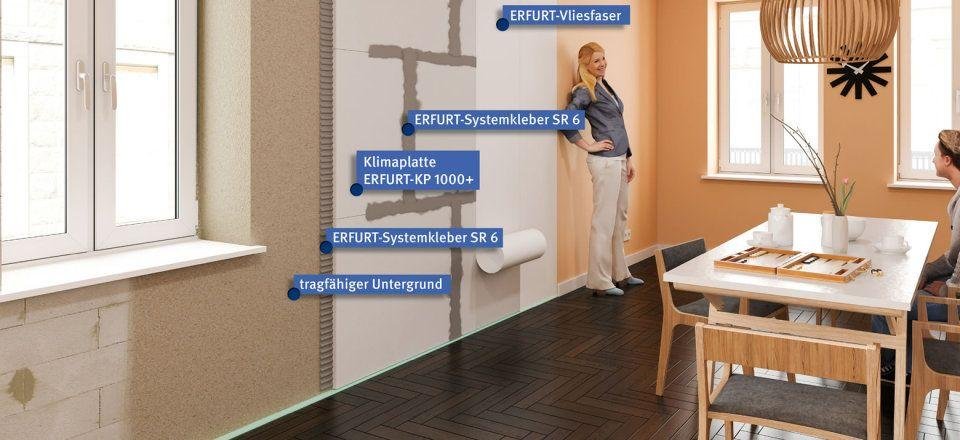 ERFURT-Vliesfaser
ERFURT-Systemkleber SR 6
Klimaplatte
ERFURT-KP 1000+
ERFURT-Systemkleber SR 6
tragfähiger Untergrund